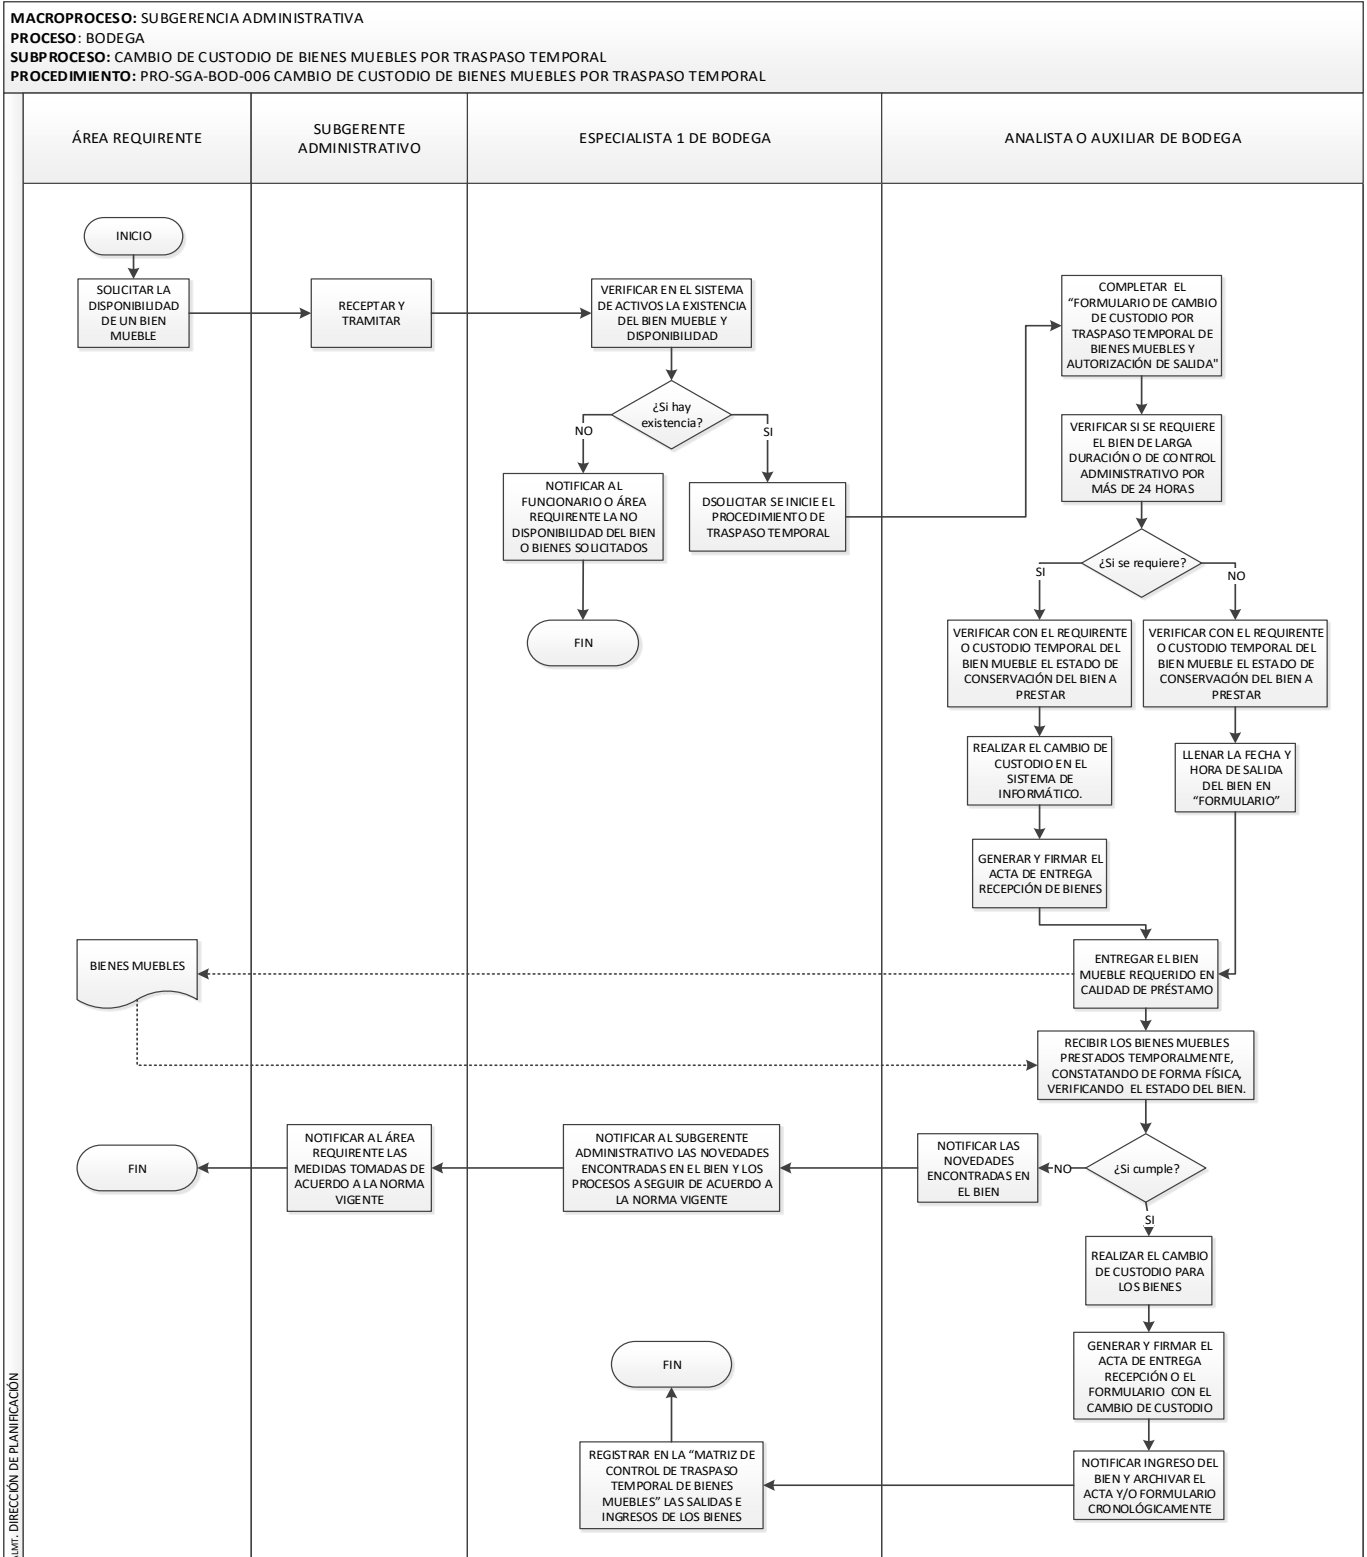 MACROPROCESO: SUBGERENCIA ADMINISTRATIVA
PROCESO: BODEGA
SUBPROCESO: CAMBIO DE CUSTODIO DE BIENES MUEBLES POR TRASPASO TEMPORAL
PROCEDIMIENTO: PRO-SGA-BOD-006 CAMBIO DE CUSTODIO DE BIENES MUEBLES POR TRASPASO TEMPORAL
ÁREA REQUIRENTE
SUBGERENTE
ADMINISTRATIVO
ESPECIALISTA 1 DE BODEGA
ANALISTA O AUXILIAR DE BODEGA
INICIO
SOLICITAR LA
DISPONIBILIDAD
DE UN BIEN
MUEBLE
RECEPTAR Y
TRAMITAR
VERIFICAR EN EL SISTEMA
DE ACTIVOS LA EXISTENCIA
DEL BIEN MUEBLE Y
DISPONIBILIDAD
¿Si hay
existencia?
NO
SI
NOTIFICAR AL
FUNCIONARIO O ÁREA
REQUIRENTE LA NO
DISPONIBILIDAD DEL BIEN
O BIENES SOLICITADOS
FIN
DSOLICITAR SE INICIE EL
PROCEDIMIENTO DE
TRASPASO TEMPORAL
COMPLETAR EL
“FORMULARIO DE CAMBIO
DE CUSTODIO POR
TRASPASO TEMPORAL DE
BIENES MUEBLES Y
AUTORIZACIÓN DE SALIDA"
VERIFICAR SI SE REQUIERE
EL BIEN DE LARGA
DURACIÓN O DE CONTROL
ADMINISTRATIVO POR
MÁS DE 24 HORAS
¿Si se requiere?
SI
NO
VERIFICAR CON EL REQUIRENTE
O CUSTODIO TEMPORAL DEL
BIEN MUEBLE EL ESTADO DE
CONSERVACIÓN DEL BIEN A
PRESTAR
VERIFICAR CON EL REQUIRENTE
O CUSTODIO TEMPORAL DEL
BIEN MUEBLE EL ESTADO DE
CONSERVACIÓN DEL BIEN A
PRESTAR
REALIZAR EL CAMBIO DE
CUSTODIO EN EL
SISTEMA DE
INFORMÁTICO.
LLENAR LA FECHA Y
HORA DE SALIDA
DEL BIEN EN
“FORMULARIO”
GENERAR Y FIRMAR EL
ACTA DE ENTREGA
RECEPCIÓN DE BIENES
BIENES MUEBLES
ENTREGAR EL BIEN
MUEBLE REQUERIDO EN
CALIDAD DE PRÉSTAMO
RECIBIR LOS BIENES MUEBLES
PRESTADOS TEMPORALMENTE,
CONSTATANDO DE FORMA FÍSICA,
VERIFICANDO EL ESTADO DEL BIEN.
FIN
NOTIFICAR AL ÁREA
REQUIRENTE LAS
MEDIDAS TOMADAS DE
ACUERDO A LA NORMA
VIGENTE
NOTIFICAR AL SUBGERENTE
ADMINISTRATIVO LAS NOVEDADES
ENCONTRADAS EN EL BIEN Y LOS
PROCESOS A SEGUIR DE ACUERDO A
LA NORMA VIGENTE
NOTIFICAR LAS
NOVEDADES
ENCONTRADAS EN
EL BIEN
NO
¿Si cumple?
SI
REALIZAR EL CAMBIO
DE CUSTODIO PARA
LOS BIENES
GENERAR Y FIRMAR EL
ACTA DE ENTREGA
RECEPCIÓN O EL
FORMULARIO CON EL
CAMBIO DE CUSTODIO
FIN
REGISTRAR EN LA “MATRIZ DE
CONTROL DE TRASPASO
TEMPORAL DE BIENES
MUEBLES” LAS SALIDAS E
INGRESOS DE LOS BIENES
NOTIFICAR INGRESO DEL
BIEN Y ARCHIVAR EL
ACTA Y/O FORMULARIO
CRONOLÓGICAMENTE
DIRECCIÓN DE PLANIFICACIÓN